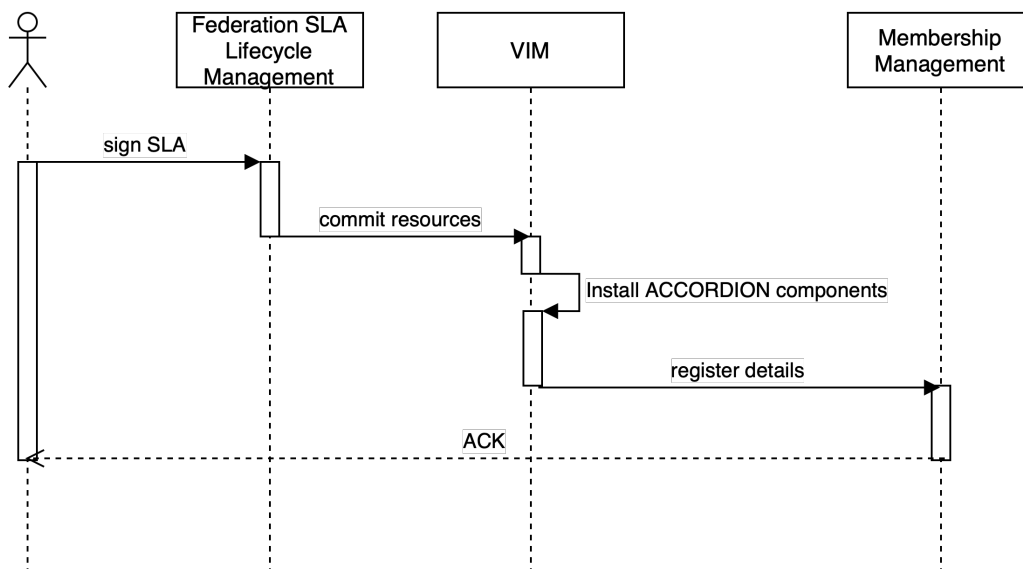 Federation SLA
Lifecycle
Management
VIM
Membership
Management
sign SLA
commit resources
Install ACCORDION components
register details
ACK